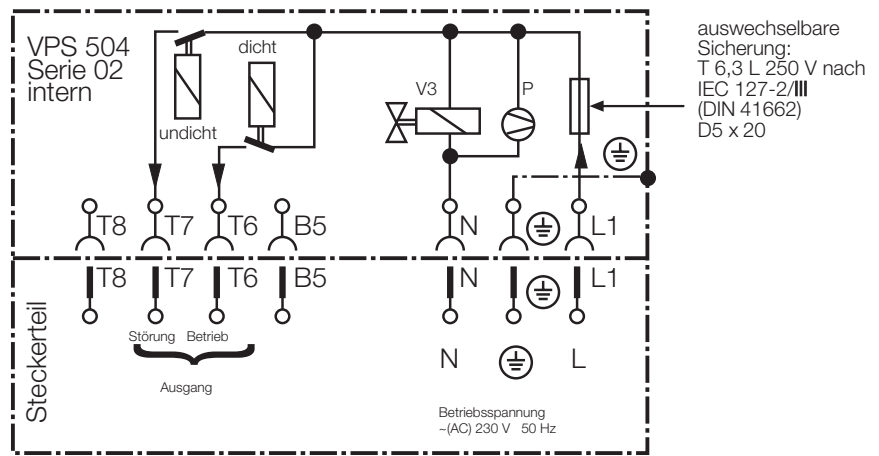 VPS 504
Serie 02
intern
dicht
undicht
V3
P
auswechselbare
Sicherung:
T 6,3 L 250 V nach
IEC 127-2/III
(DIN 41662)
D5 x 20
T8 T7 T6 B5 N L1
T8 T7 T6 B5 N L1
Störung Betrieb
Ausgang
N L
Betriebsspannung
~(AC) 230 V 50 Hz
Steckerteil